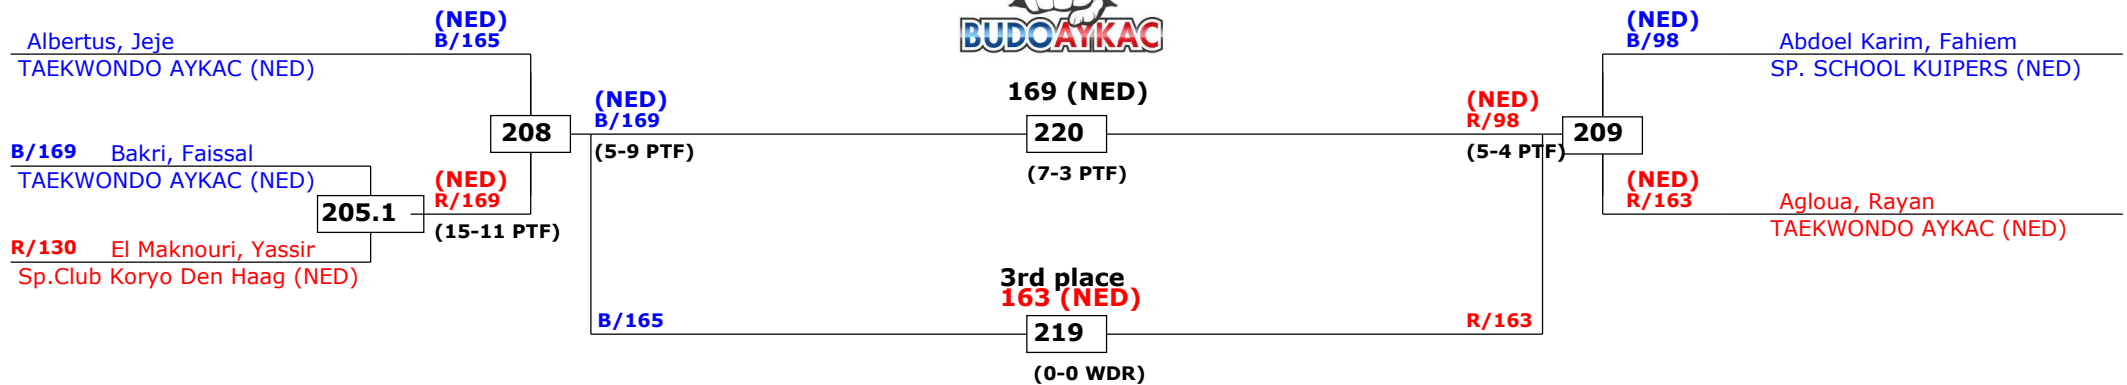 (NED)
B/165
Albertus, Jeje
TAEKWONDO AYKAC (NED)
B/169 Bakri, Faissal
TAEKWONDO AYKAC (NED)
205.1
(NED)
R/169
(15-11 PTF)
R/130 El Maknouri, Yassir
Sp.Club Koryo Den Haag (NED)
208
(NED)
B/169
(5-9 PTF)
B/165
BUDOAYKAC
169 (NED)
220
(7-3 PTF)
3rd place
163 (NED)
219
(0-0 WDR)
(NED)
R/98
(5-4 PTF)
R/163
209
(NED)
B/98
Abdoel Karim, Fahiem
SP. SCHOOL KUIPERS (NED)
(NED)
R/163
Agloua, Rayan
TAEKWONDO AYKAC (NED)